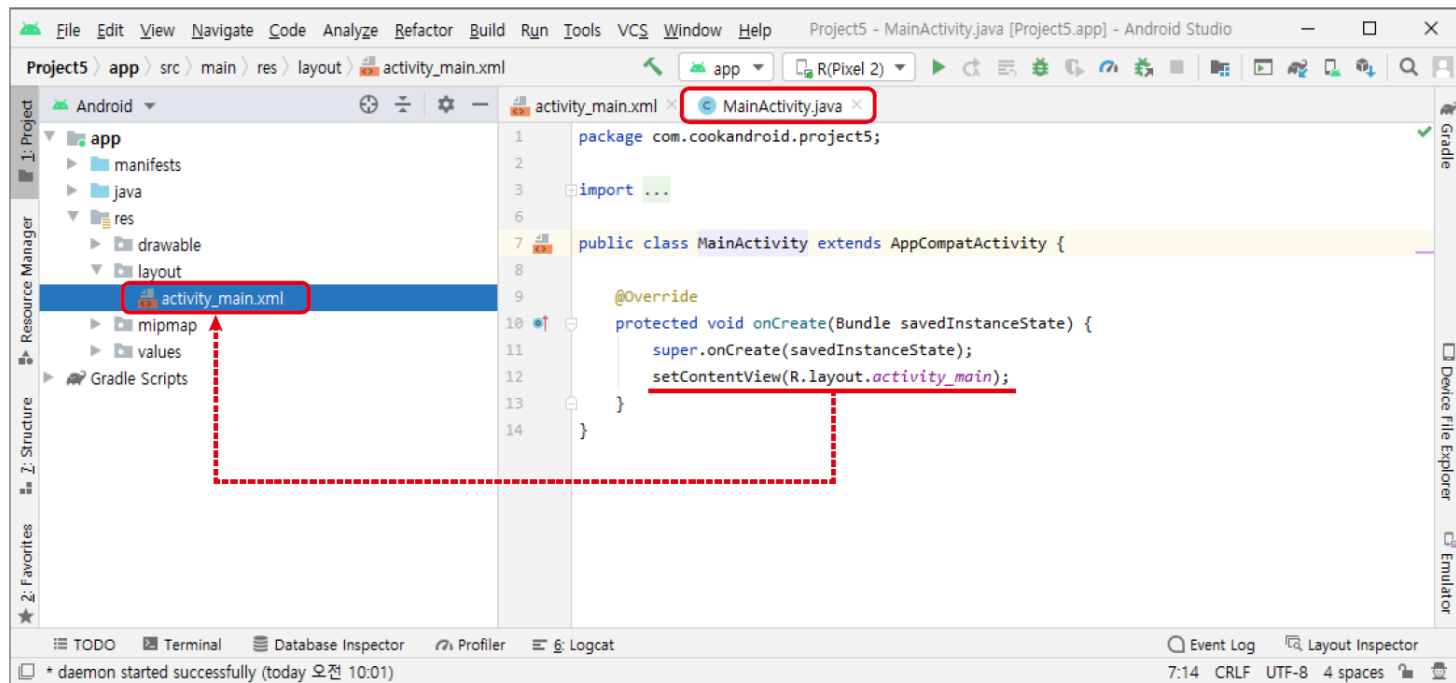 File Edit View Navigate Code Analyze Refactor Build Run Tools VCS Window Help Project5 - MainActivity.java [Project5.app] - Android Studio
Project5 app src main res layout activity_main.xml app R(Pixel 2)
1: Project
Resource Manager
7: Structure
2: Favorites
Android
app
manifests
java
res
drawable
layout
activity_main.xml
mipmap
values
Gradle Scripts
activity_main.xml MainActivity.java
1 package com.cookandroid.project5;
2
3 import ...
6
7 public class MainActivity extends AppCompatActivity {
8
9 @Override
10 protected void onCreate(Bundle savedInstanceState) {
11 super.onCreate(savedInstanceState);
12 setContentView(R.layout.activity_main);
13 }
14 }
Gradle
Device File Explorer
Emulator
TODO Terminal Database Inspector Profiler 6: Logcat Event Log Layout Inspector
* daemon started successfully (today 오전 10:01) 7:14 CRLF UTF-8 4 spaces